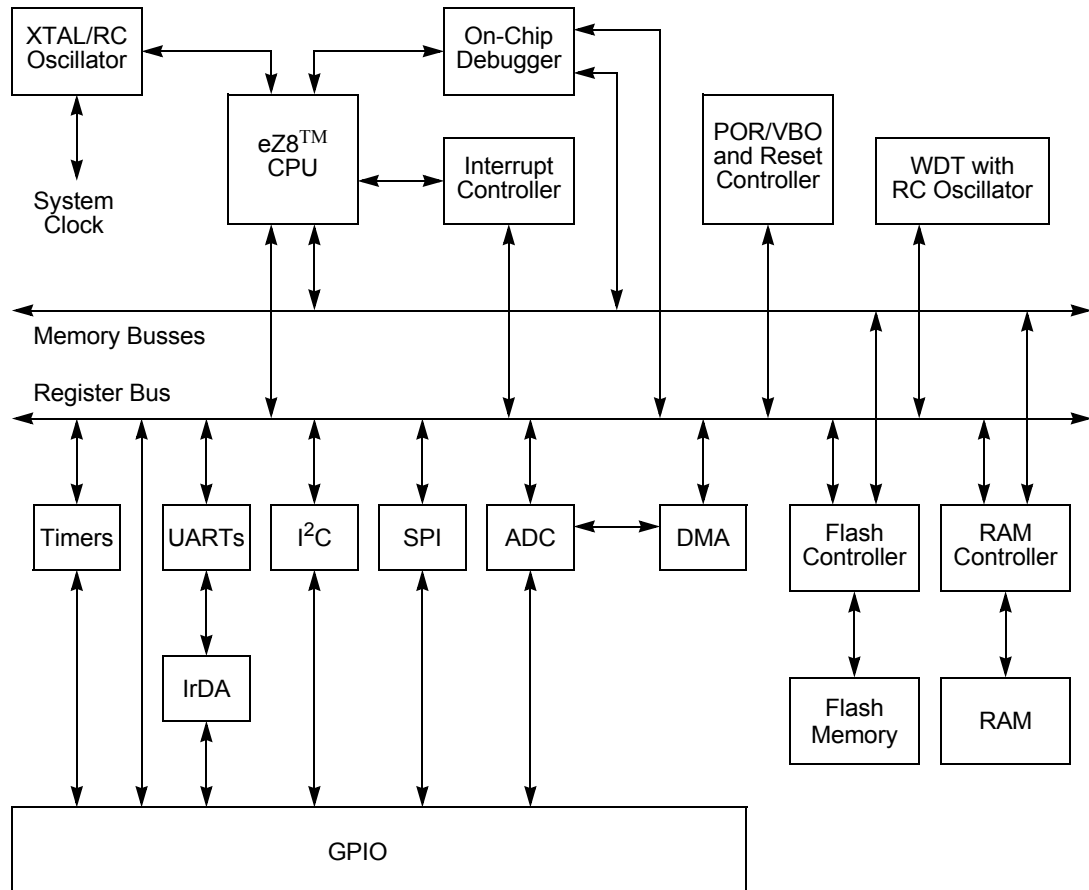 XTAL/RC
Oscillator
On-Chip
Debugger
eZ8™
CPU
Interrupt
Controller
POR/VBO
and Reset
Controller
WDT with
RC Oscillator
System
Clock
Memory Busses
Register Bus
Timers
UARTs
I²C
SPI
ADC
DMA
Flash
Controller
RAM
Controller
IrDA
Flash
Memory
RAM
GPIO